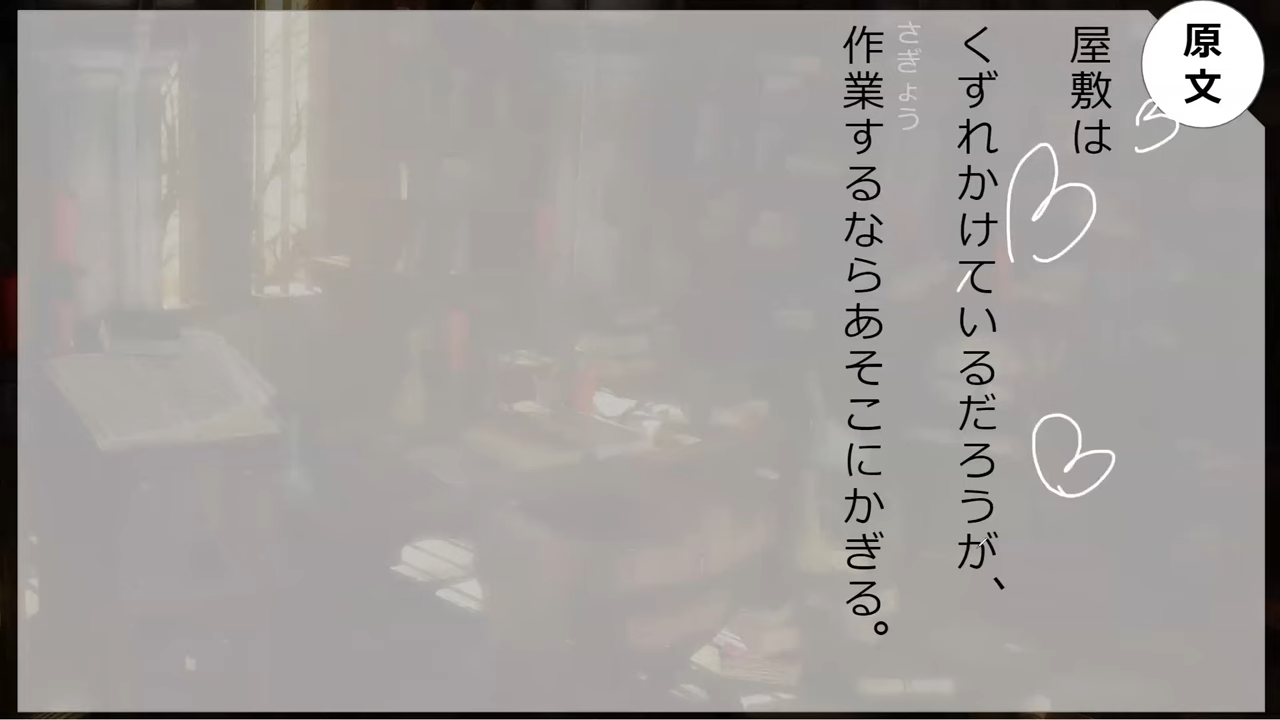 原文
屋敷は
くずれかけているだろうが、
さぎょう
作業するならあそこにかぎる。